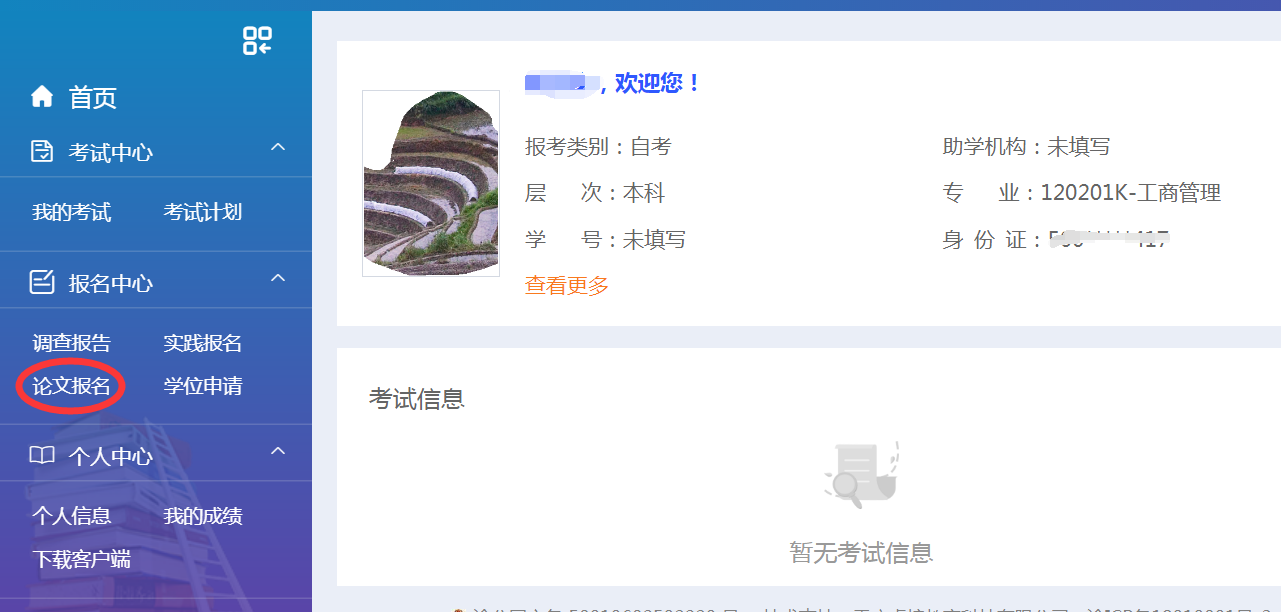 首页
考试中心
我的考试 考试计划
报名中心
调查报告 实践报名
论文报名 学位申请
个人中心
个人信息 我的成绩
下载客户端
，欢迎您！
报考类别：自考 助学机构：未填写
层 次：本科 专 业：120201K-工商管理
学 号：未填写 身 份 证：
查看更多
考试信息
暂无考试信息